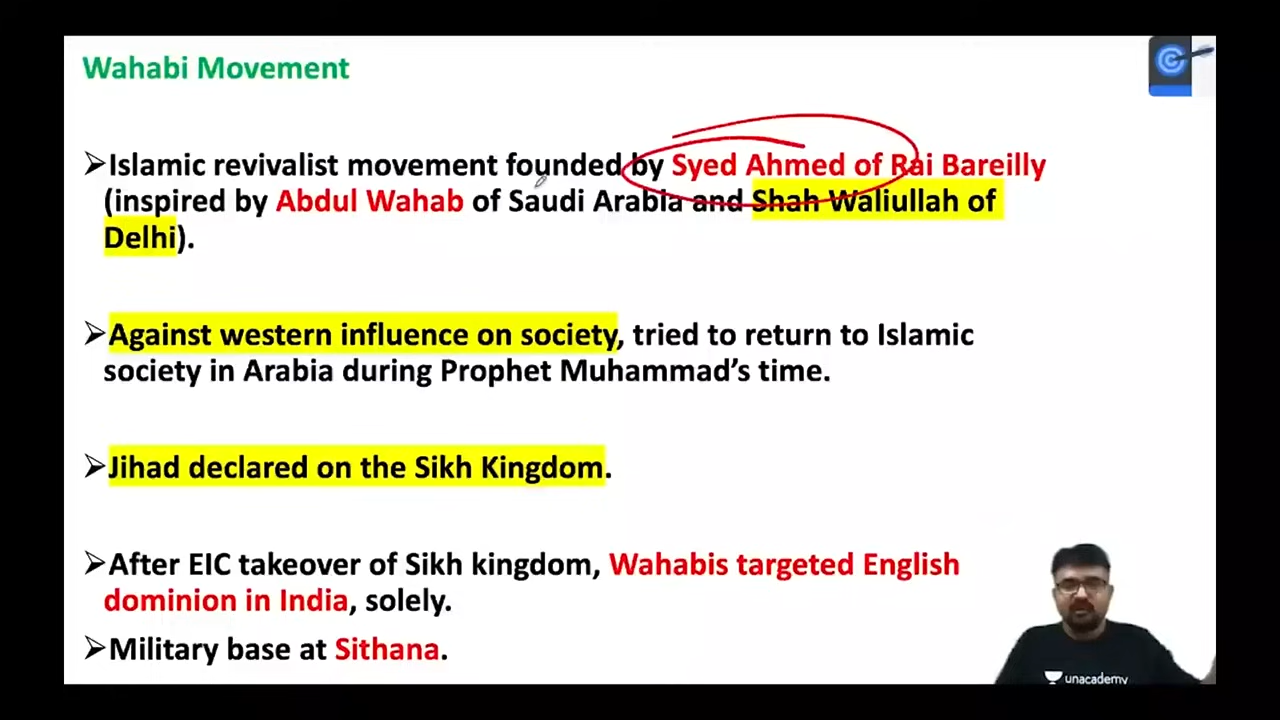 Wahabi Movement
➢Islamic revivalist movement founded by Syed Ahmed of Rai Bareilly
(inspired by Abdul Wahab of Saudi Arabia and Shah Waliullah of
Delhi).
➢Against western influence on society, tried to return to Islamic
society in Arabia during Prophet Muhammad’s time.
➢Jihad declared on the Sikh Kingdom.
➢After EIC takeover of Sikh kingdom, Wahabis targeted English
dominion in India, solely.
➢Military base at Sithana.
unacademy